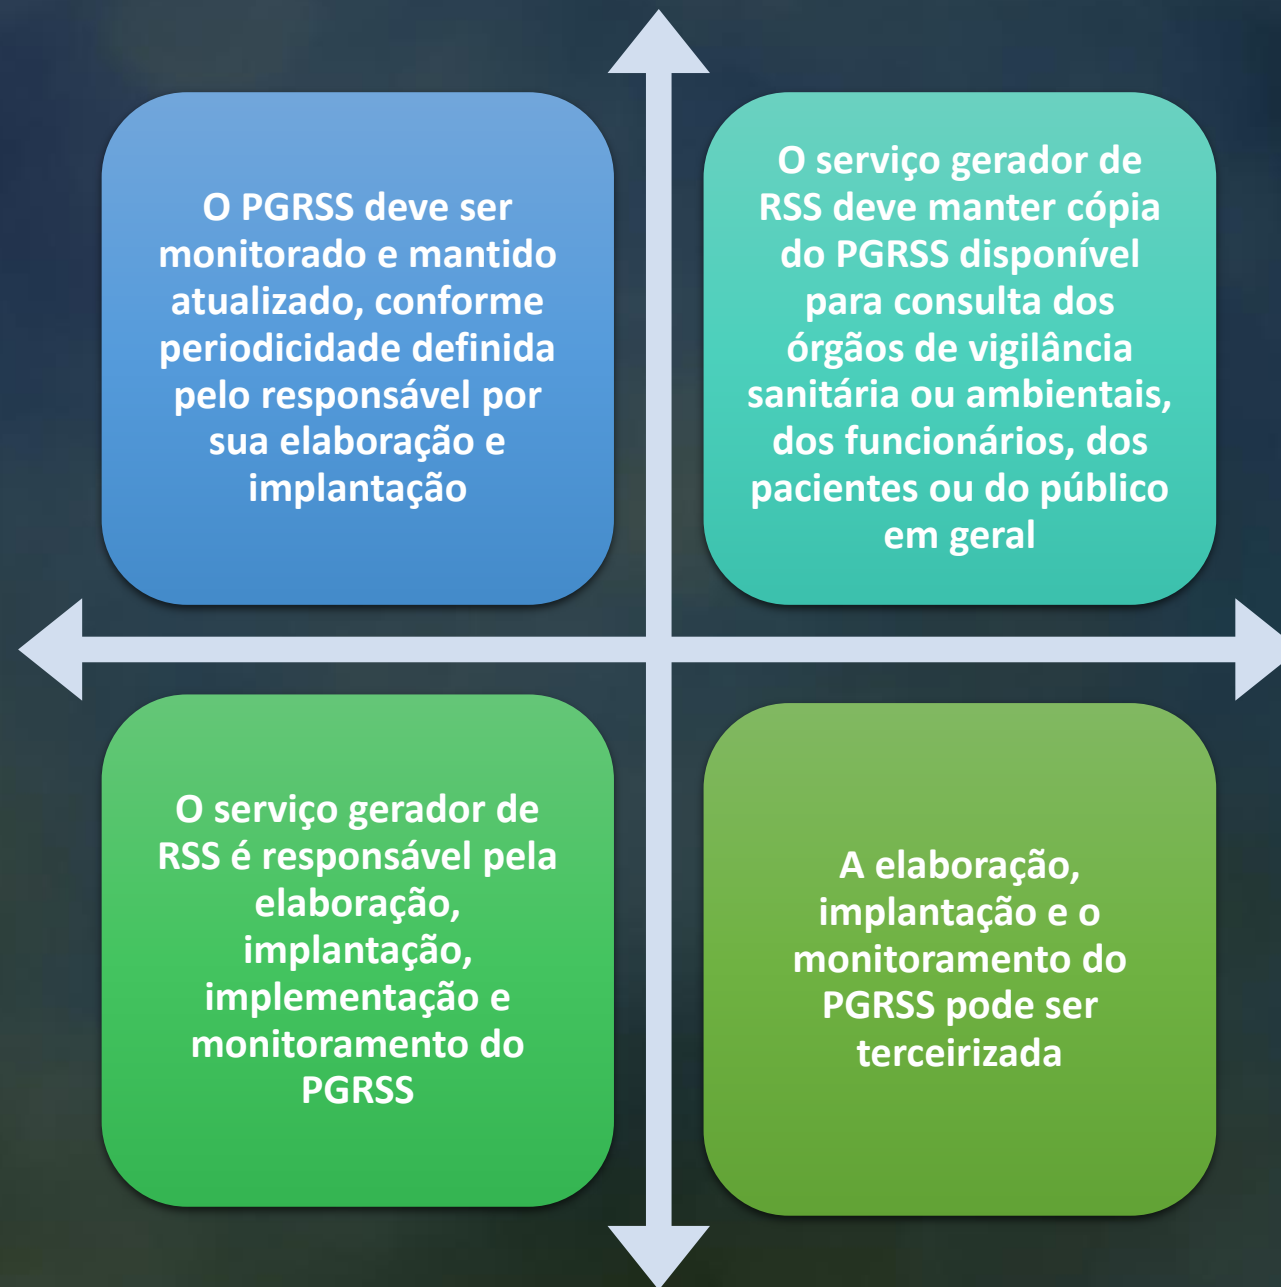 O PGRSS deve ser
monitorado e mantido
atualizado, conforme
periodicidade definida
pelo responsável por
sua elaboração e
implantação
O serviço gerador de
RSS deve manter cópia
do PGRSS disponível
para consulta dos
órgãos de vigilância
sanitária ou ambientais,
dos funcionários, dos
pacientes ou do público
em geral
O serviço gerador de
RSS é responsável pela
elaboração,
implantação,
implementação e
monitoramento do
PGRSS
A elaboração,
implantação e o
monitoramento do
PGRSS pode ser
terceirizada